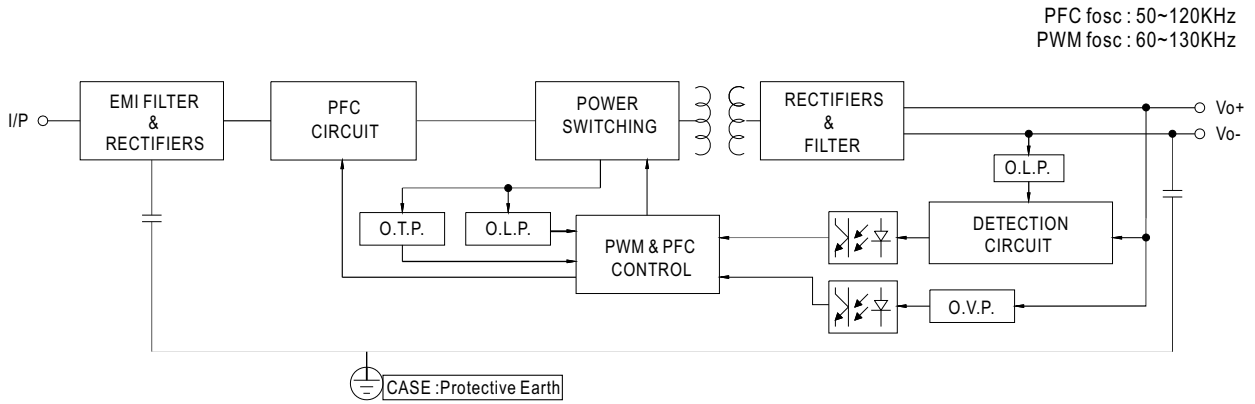 PFC fosc : 50~120KHz
PWM fosc : 60~130KHz
I/P
EMI FILTER
&
RECTIFIERS
PFC
CIRCUIT
POWER
SWITCHING
RECTIFIERS
&
FILTER
Vo+
Vo-
O.L.P.
O.T.P.
O.L.P.
PWM & PFC
CONTROL
DETECTION
CIRCUIT
O.V.P.
CASE :Protective Earth